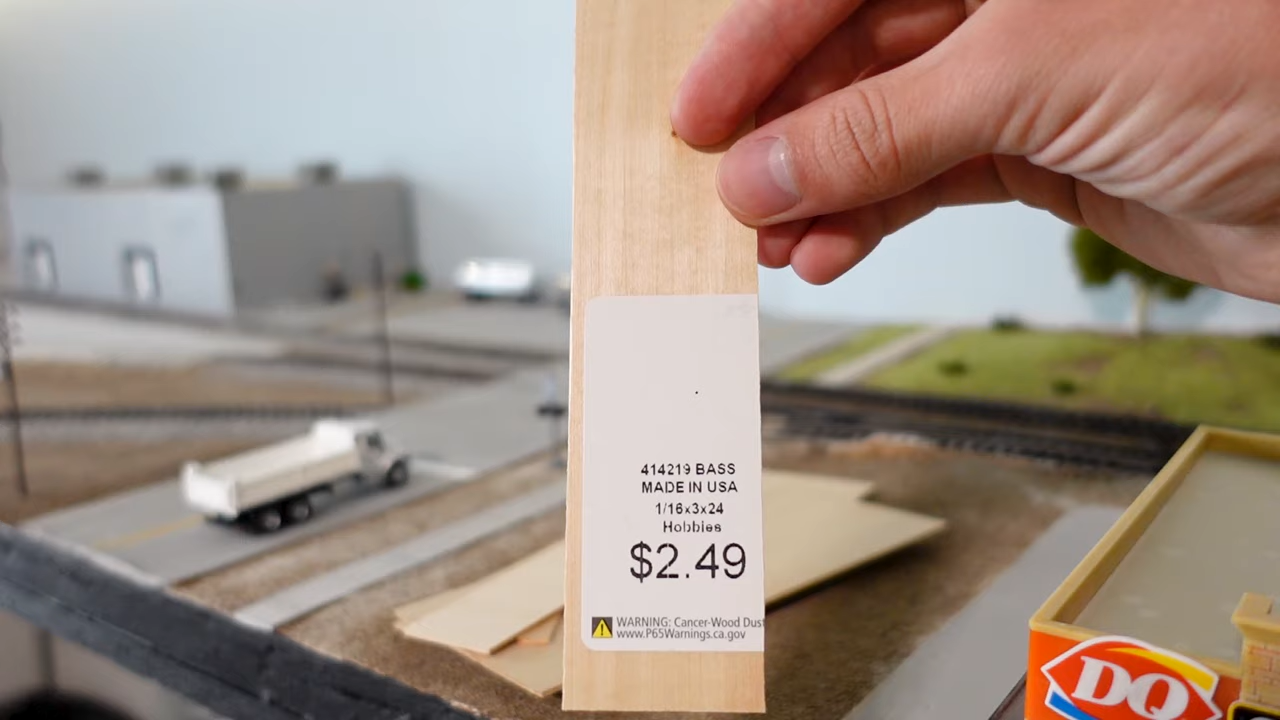 414219 BASS
MADE IN USA
1/16x3x24
Hobbies
$2.49
WARNING: Cancer-Wood Dust
www.P65Warnings.ca.gov
DQ